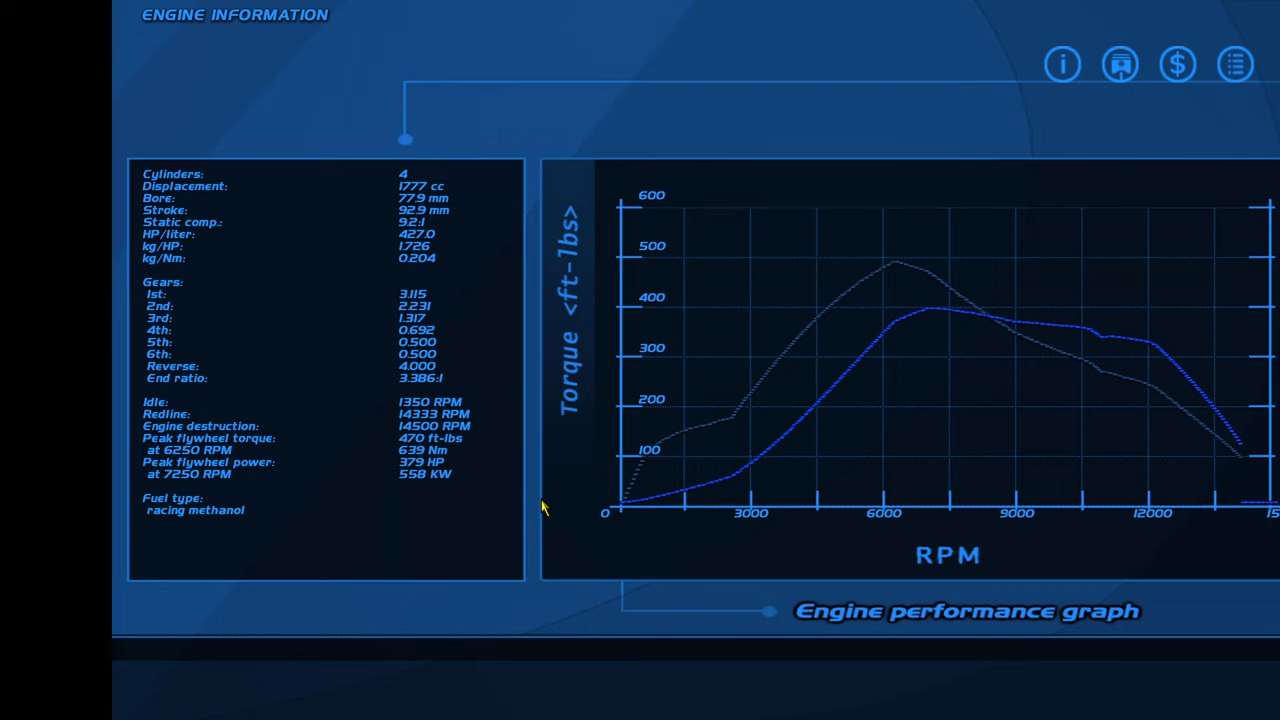 ENGINE INFORMATION
Cylinders: 4
Displacement: 1777 cc
Bore: 77.9 mm
Stroke: 92.9 mm
Static comp.: 9.2:1
HP/liter: 427.0
kg/HP: 1.726
kg/Nm: 0.204
Gears:
1st: 3.115
2nd: 2.231
3rd: 1.317
4th: 0.692
5th: 0.500
6th: 0.500
Reverse: 4.000
End ratio: 3.386:1
Idle: 1350 RPM
Redline: 14333 RPM
Engine destruction: 14500 RPM
Peak flywheel torque: 470 ft-lbs
at 6250 RPM 639 Nm
Peak flywheel power: 379 HP
at 7250 RPM 558 KW
Fuel type:
racing methanol
Torque <ft-lbs>
600
500
400
300
200
100
0 3000 6000 9000 12000 15
RPM
Engine performance graph